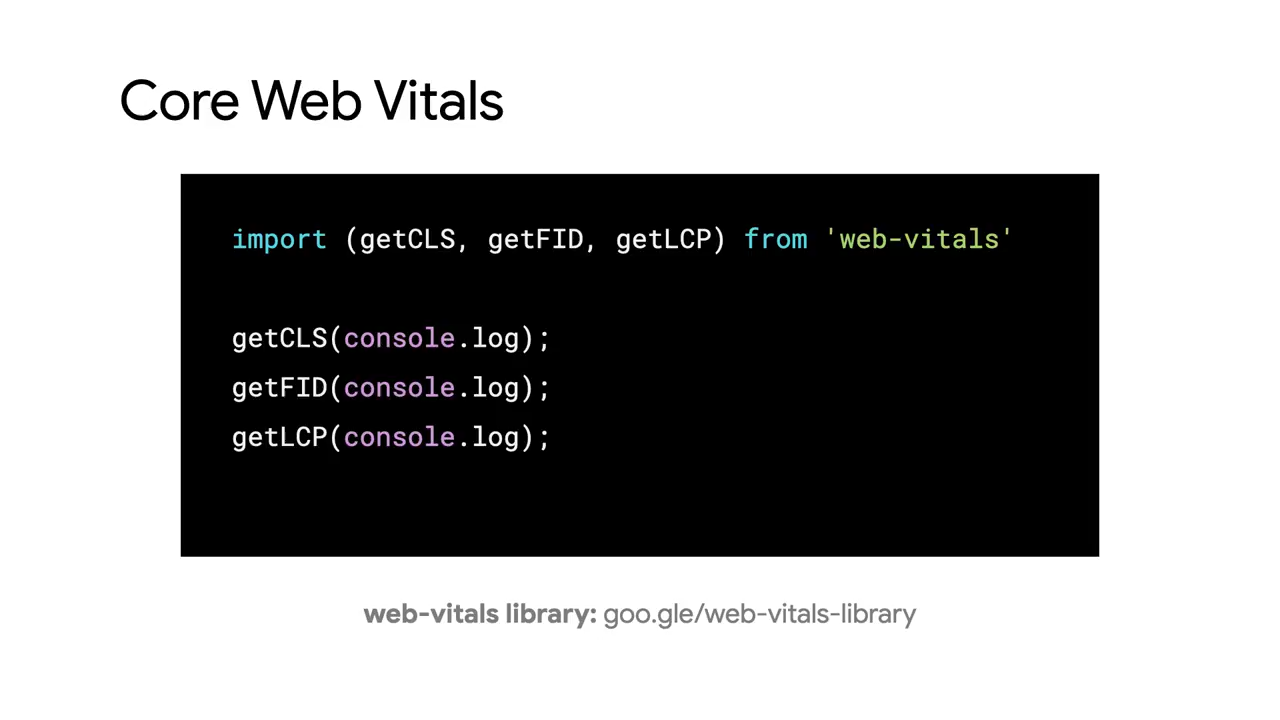 Core Web Vitals
import (getCLS, getFID, getLCP) from 'web-vitals'
getCLS(console.log);
getFID(console.log);
getLCP(console.log);
web-vitals library: goo.gle/web-vitals-library